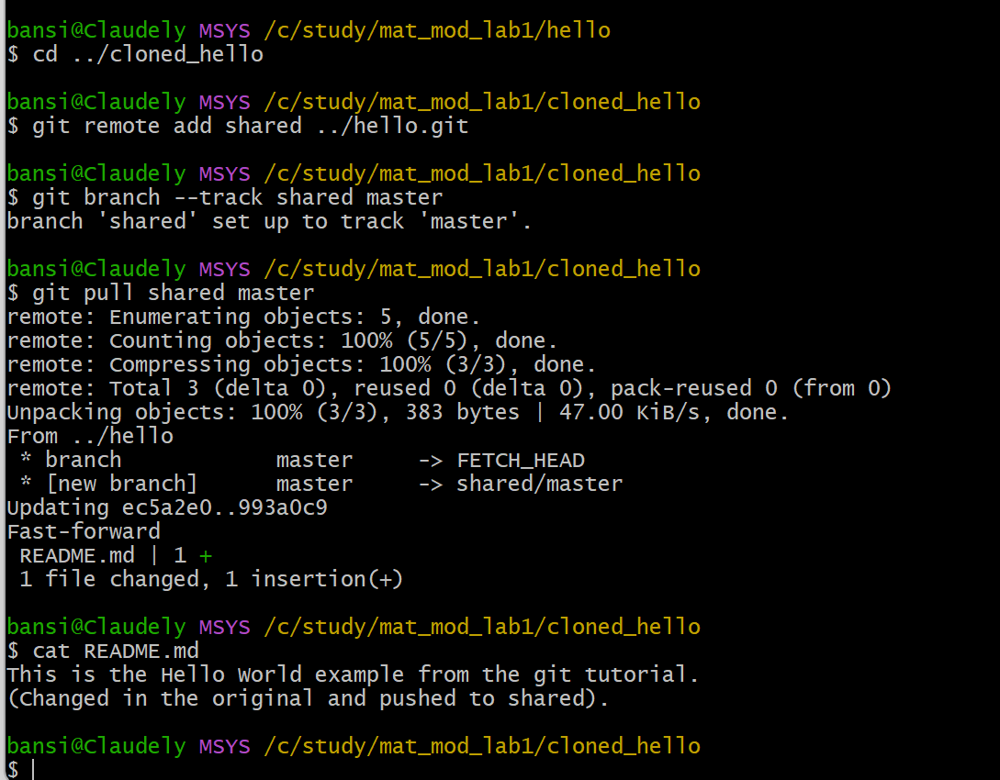 bansi@Claudely MSYS /c/study/mat_mod_lab1/hello
$ cd ../cloned_hello
bansi@Claudely MSYS /c/study/mat_mod_lab1/cloned_hello
$ git remote add shared ../hello.git
bansi@Claudely MSYS /c/study/mat_mod_lab1/cloned_hello
$ git branch --track shared master
branch 'shared' set up to track 'master'.
bansi@Claudely MSYS /c/study/mat_mod_lab1/cloned_hello
$ git pull shared master
remote: Enumerating objects: 5, done.
remote: Counting objects: 100% (5/5), done.
remote: Compressing objects: 100% (3/3), done.
remote: Total 3 (delta 0), reused 0 (delta 0), pack-reused 0 (from 0)
Unpacking objects: 100% (3/3), 383 bytes | 47.00 KiB/s, done.
From ../hello
 * branch            master     -> FETCH_HEAD
 * [new branch]      master     -> shared/master
Updating ec5a2e0..993a0c9
Fast-forward
 README.md | 1 +
 1 file changed, 1 insertion(+)
bansi@Claudely MSYS /c/study/mat_mod_lab1/cloned_hello
$ cat README.md
This is the Hello World example from the git tutorial.
(Changed in the original and pushed to shared).
bansi@Claudely MSYS /c/study/mat_mod_lab1/cloned_hello
$